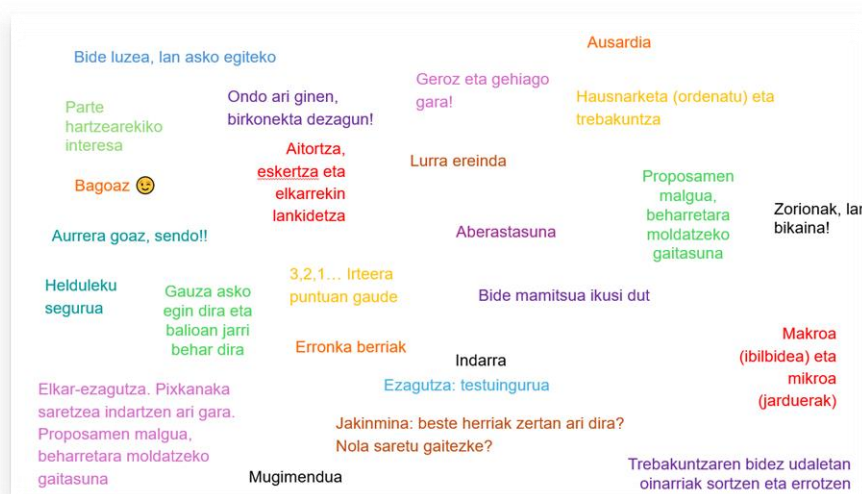 Ausardia
Bide luzea, lan asko egiteko
Geroz eta gehiago
gara!
Ondo ari ginen,
birkonekta dezagun!
Hausnarketa (ordenatu) eta
trebakuntza
Parte
hartzearekiko
interesa
Aitortza,
eskertza eta
elkarrekin
lankidetza
Lurra ereinda
Bagoaz 😉
Proposamen
malgua,
beharretara
moldatzeko
gaitasuna
Zorionak,
bikaina!
Aurrera goaz, sendo!!
Aberastasuna
Helduleku
segurua
Gauza asko
egin dira eta
balioan jarri
behar dira
3,2,1... Irteera
puntuan gaude
Bide mamitsua ikusi dut
Erronka berriak
Indarra
Makroa
(ibilbidea) eta
mikroa
(jarduerak)
Ezagutza: testuingurua
Elkar-ezagutza. Pixkanaka
saretzea indartzen ari gara.
Proposamen malgua,
beharretara moldatzeko
gaitasuna
Jakinmina: beste herriak zertan ari dira?
Nola saretu gaitezke?
Mugimendua
Trebakuntzaren bidez udaletan
oinarriak sortzen eta errotzen